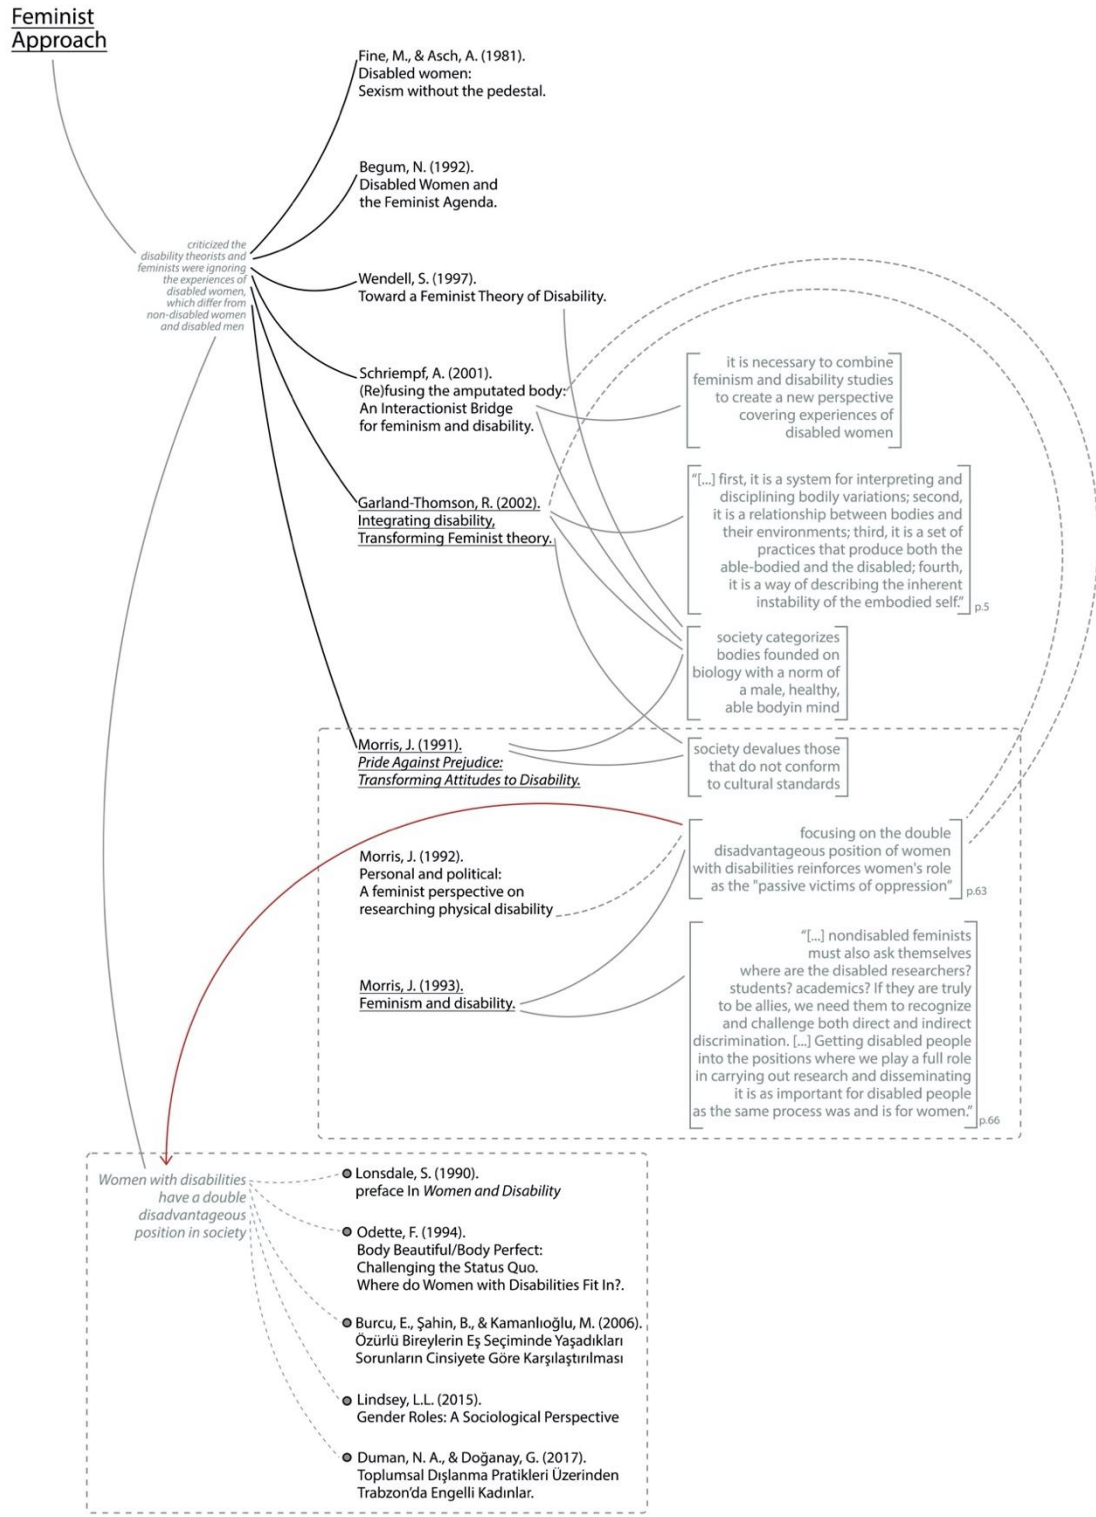 Feminist
Approach
Fine, M., & Asch, A. (1981).
Disabled women:
Sexism without the pedestal.
Begum, N. (1992).
Disabled Women and
the Feminist Agenda.
criticized the
disability theorists and
feminists were ignoring
the experiences of
disabled women,
which differ from
non-disabled women
and disabled men
Wendell, S. (1997).
Toward a Feminist Theory of Disability.
Schriempf, A. (2001).
(Re)fusing the amputated body:
An Interactionist Bridge
for feminism and disability.
it is necessary to combine
feminism and disability studies
to create a new perspective
covering experiences of
disabled women
Garland-Thomson, R. (2002).
Integrating disability,
Transforming Feminist theory.
"[...] first, it is a system for interpreting and
disciplining bodily variations; second,
it is a relationship between bodies and
their environments; third, it is a set of
practices that produce both the
able-bodied and the disabled; fourth,
it is a way of describing the inherent
instability of the embodied self."
p.5
society categorizes
bodies founded on
biology with a norm of
a male, healthy,
able bodyin mind
Morris, J. (1991).
Pride Against Prejudice:
Transforming Attitudes to Disability.
society devalues those
that do not conform
to cultural standards
Morris, J. (1992).
Personal and political:
A feminist perspective on
researching physical disability
focusing on the double
disadvantageous position of women
with disabilities reinforces women's role
as the "passive victims of oppression"
p.63
Morris, J. (1993).
Feminism and disability.
"[...] nondisabled feminists
must also ask themselves
where are the disabled researchers?
students? academics? If they are truly
to be allies, we need them to recognize
and challenge both direct and indirect
discrimination. [...] Getting disabled people
into the positions where we play a full role
in carrying out research and disseminating
it is as important for disabled people
as the same process was and is for women."
p.66
Women with disabilities
have a double
disadvantageous
position in society
Lonsdale, S. (1990).
preface In Women and Disability
Odette, F. (1994).
Body Beautiful/Body Perfect:
Challenging the Status Quo.
Where do Women with Disabilities Fit In?.
Burcu, E., Şahin, B., & Kamanlıoğlu, M. (2006).
Özürlü Bireylerin Eş Seçiminde Yaşadıkları
Sorunların Cinsiyete Göre Karşılaştırılması
Lindsey, L.L. (2015).
Gender Roles: A Sociological Perspective
Duman, N. A., & Doğanay, G. (2017).
Toplumsal Dışlanma Pratikleri Üzerinden
Trabzon'da Engelli Kadınlar.